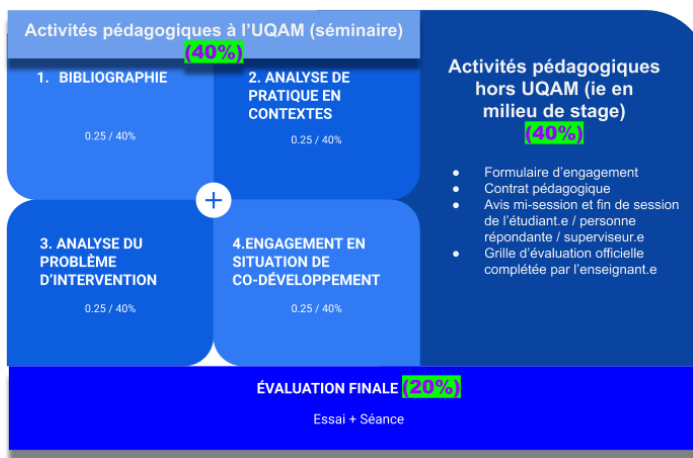 Activités pédagogiques à l'UQAM (séminaire)
(40%)
1. BIBLIOGRAPHIE
0.25 / 40%
2. ANALYSE DE
PRATIQUE EN
CONTEXTES
0.25 / 40%
3. ANALYSE DU
PROBLÈME
D'INTERVENTION
0.25 / 40%
4.ENGAGEMENT EN
SITUATION DE
CO-DÉVELOPPEMENT
0.25 / 40%
Activités pédagogiques
hors UQAM (ie en
milieu de stage)
(40%)
● Formulaire d'engagement
● Contrat pédagogique
● Avis mi-session et fin de session
de l'étudiant.e / personne
répondante / superviseur.e
● Grille d'évaluation officielle
complétée par l'enseignant.e
ÉVALUATION FINALE (20%)
Essai + Séance